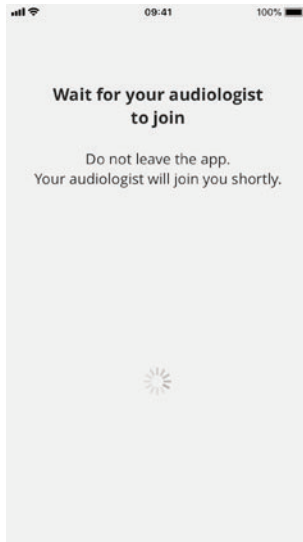 09:41 100%
Wait for your audiologist
to join
Do not leave the app.
Your audiologist will join you shortly.